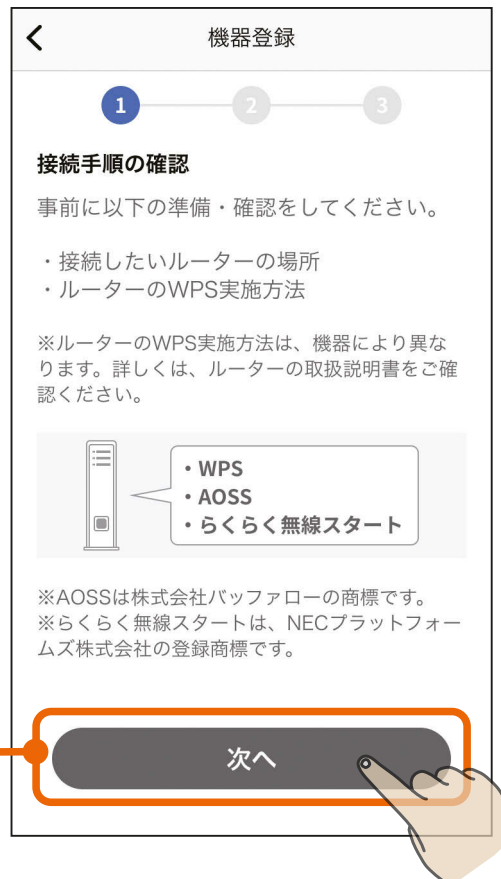 機器登録
1 2 3
接続手順の確認
事前に以下の準備・確認をしてください。
・接続したいルーターの場所
・ルーターのWPS実施方法
※ルーターのWPS実施方法は、機器により異な
ります。詳しくは、ルーターの取扱説明書をご確
認ください。
・WPS
・AOSS
・らくらく無線スタート
※AOSSは株式会社バッファローの商標です。
※らくらく無線スタートは、NECプラットフォー
ムズ株式会社の登録商標です。
次へ